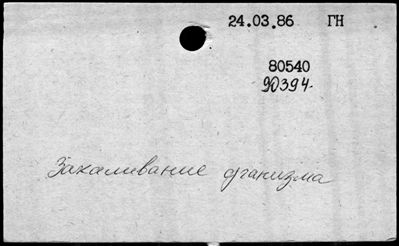 24.03.86 ГН
80540
90394.
Закаливание организма